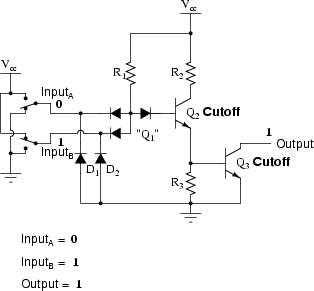 Vcc
Vcc
R1
R2
InputA
0
1
InputB
"Q1"
Q2 Cutoff
1
Output
Q3 Cutoff
D1 D2
R3
InputA = 0
InputB = 1
Output = 1